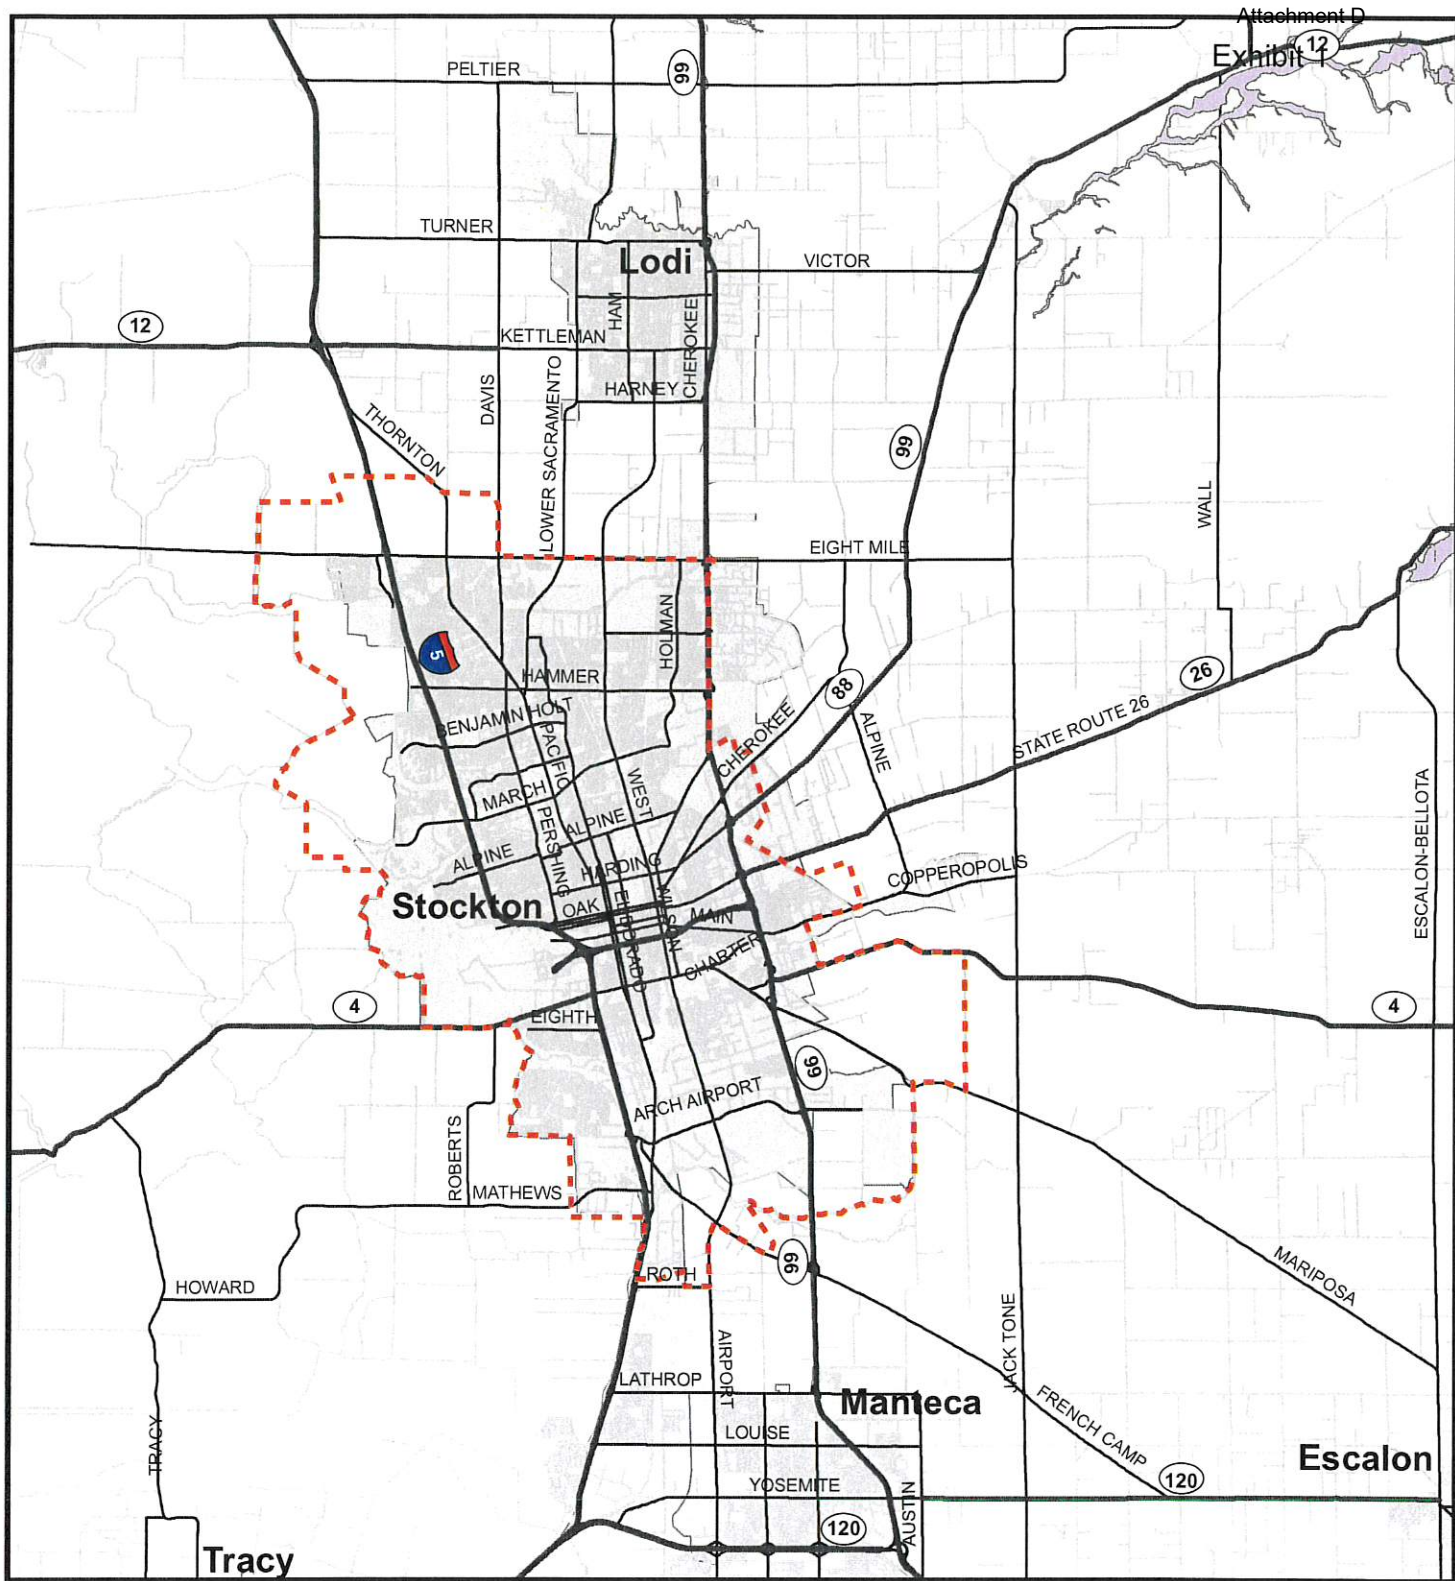 Attachment D
Exhibit 1
12
PELTIER
99
TURNER
Lodi
VICTOR
HAM
CHEROKEE
12
KETTLEMAN
HARNEY
DAVIS
LOWER SACRAMENTO
THORNTON
99
WALL
EIGHT MILE
HOLMAN
5
HAMMER
88
26
BENJAMIN HOLT
PACIFIC
CHEROKEE
ALPINE
STATE ROUTE 26
MARCH
WEST
ESCALON-BELLOTA
PERSHING
ALPINE
ALPINE
HARDING
COPPEROPOLIS
Stockton
OAK
EL DORADO
WILSON
MAIN
CHARTER
4
4
EIGHTH
99
ARCH AIRPORT
ROBERTS
MATHEWS
99
ROTH
HOWARD
MARIPOSA
AIRPORT
JACK TONE
LATHROP
Manteca
FRENCH CAMP
LOUISE
TRACY
Escalon
YOSEMITE
120
120
AUSTIN
Tracy